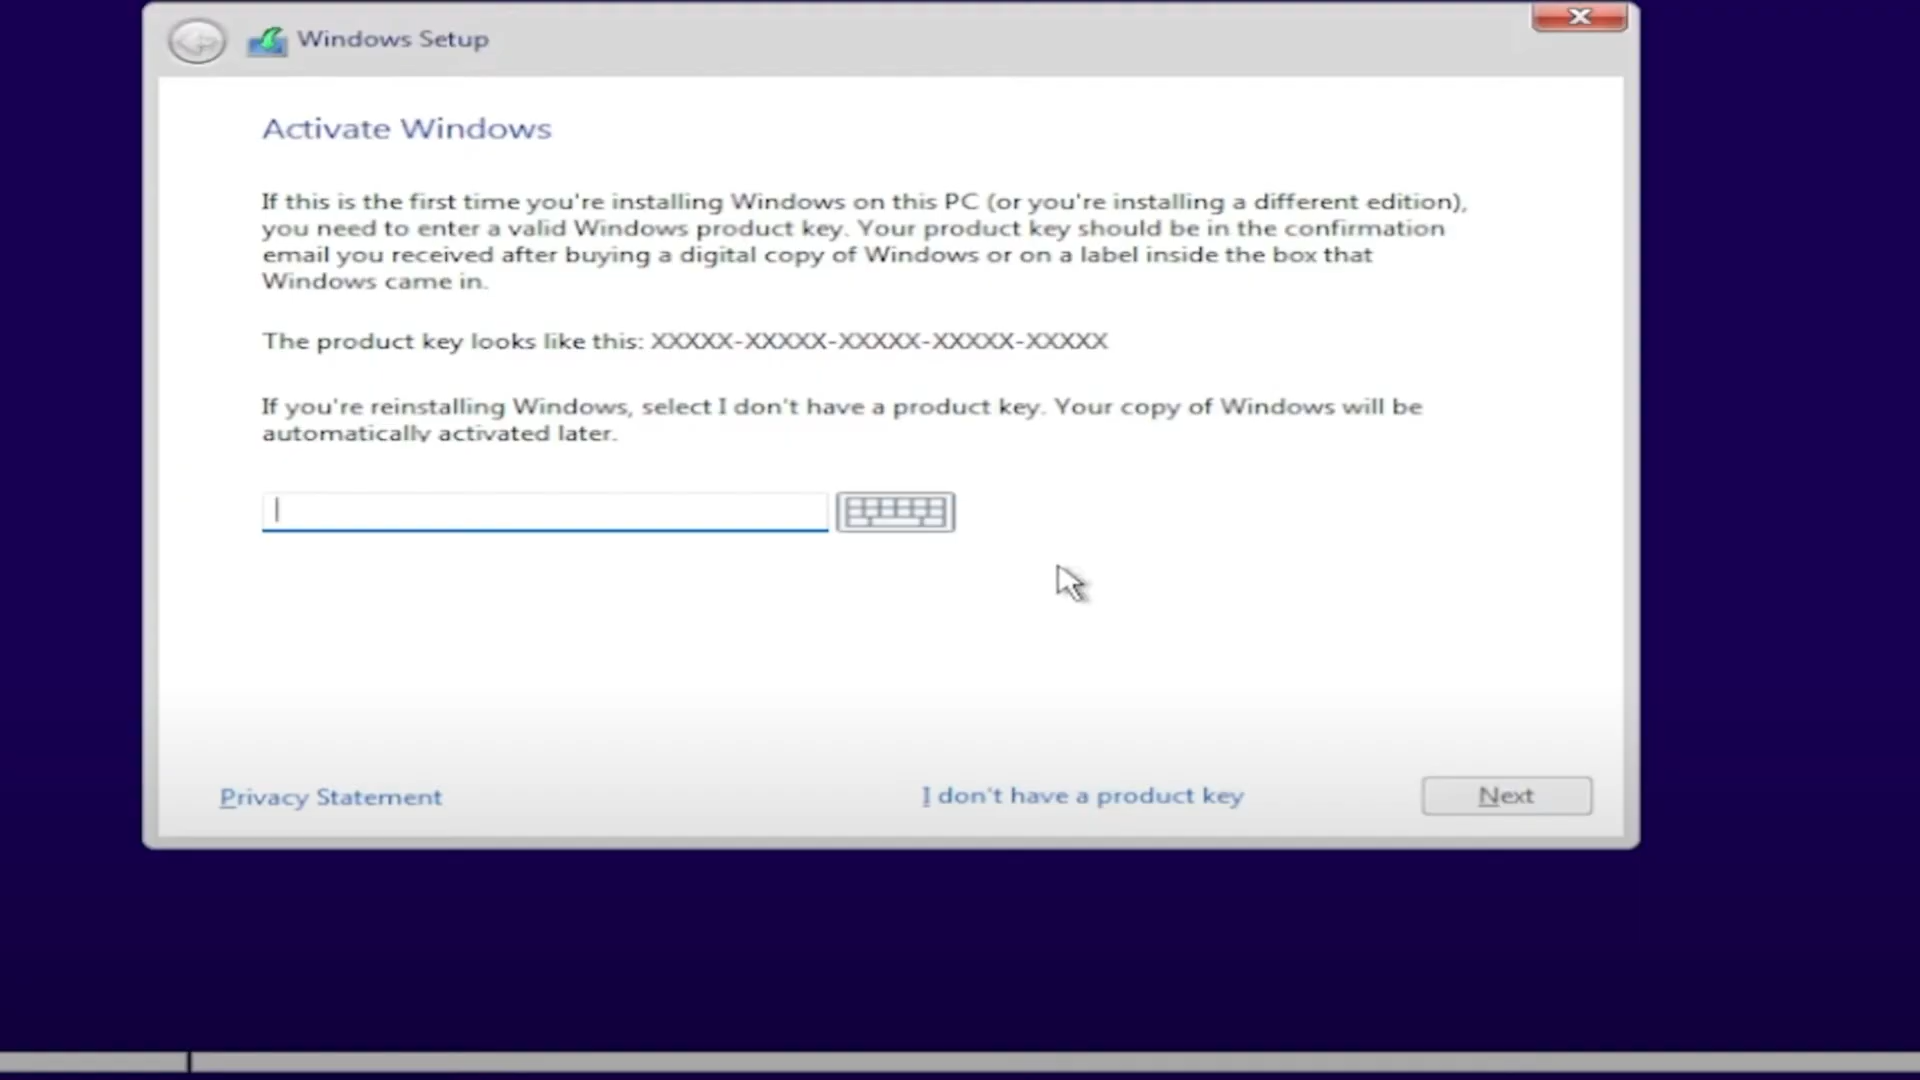 Windows Setup
Activate Windows
If this is the first time you're installing Windows on this PC (or you're installing a different edition),
you need to enter a valid Windows product key. Your product key should be in the confirmation
email you received after buying a digital copy of Windows or on a label inside the box that
Windows came in.
The product key looks like this: XXXXX-XXXXX-XXXXX-XXXXX-XXXXX
If you're reinstalling Windows, select I don't have a product key. Your copy of Windows will be
automatically activated later.
Privacy Statement
I don't have a product key
Next